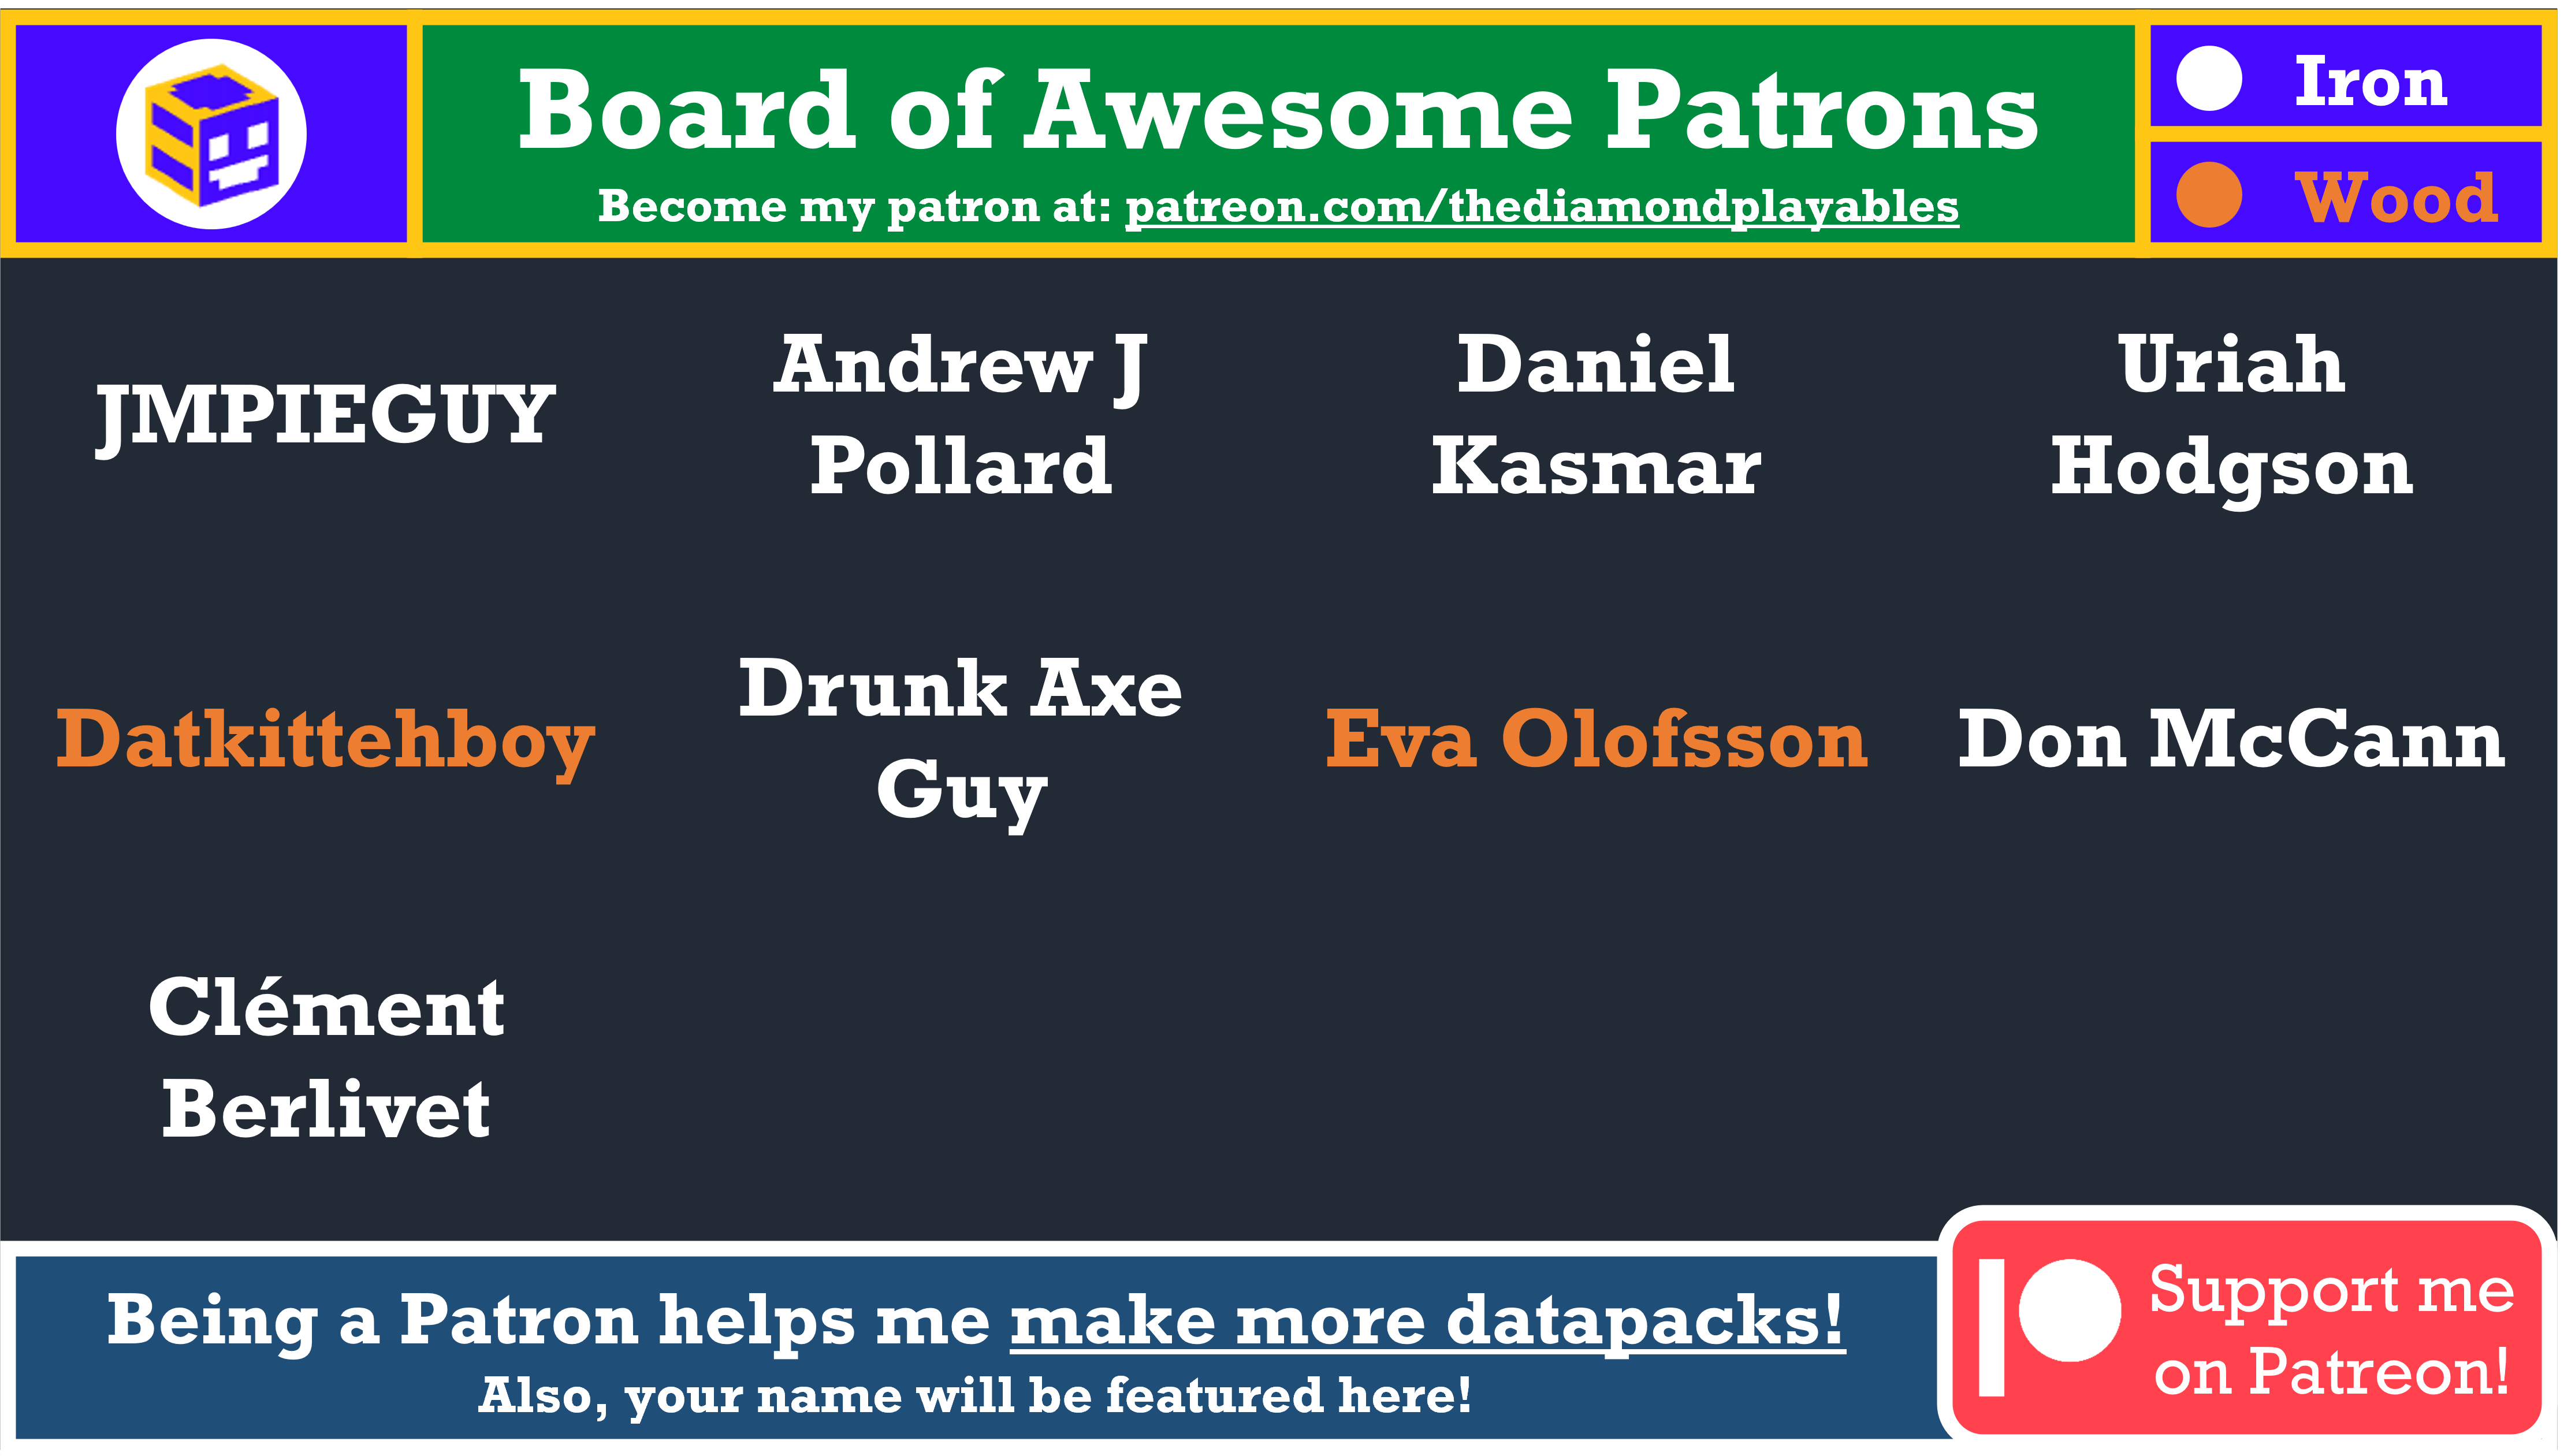 Board of Awesome Patrons
Become my patron at: patreon.com/thediamondplayables
Iron
Wood
JMPIEGUY
Andrew J
Pollard
Daniel
Kasmar
Uriah
Hodgson
Datkittehboy
Drunk Axe
Guy
Eva Olofsson
Don McCann
Clément
Berlivet
Being a Patron helps me make more datapacks!
Also, your name will be featured here!
Support me
on Patreon!